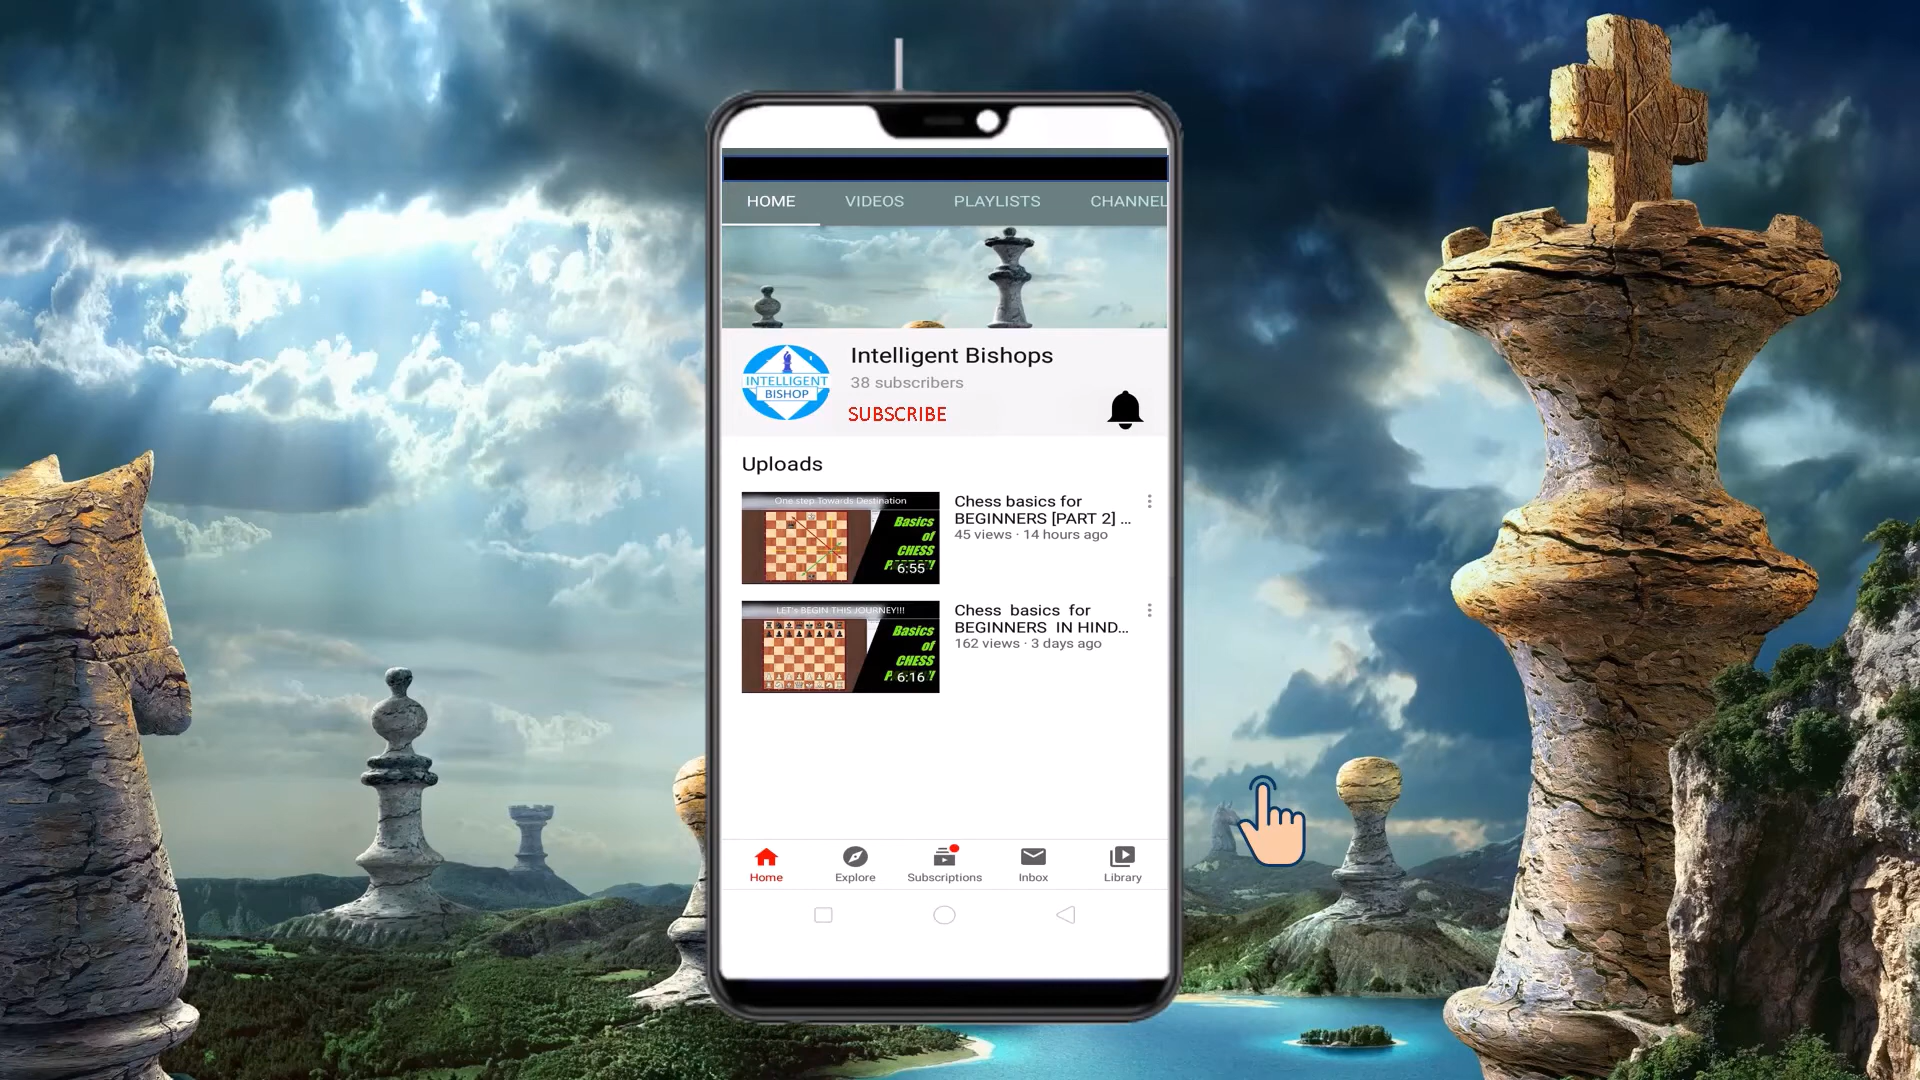 HOME VIDEOS PLAYLISTS CHANNEL
Intelligent Bishops
38 subscribers
INTELLIGENT
BISHOP
SUBSCRIBE
Uploads
One step Towards Destination
Basics
of
CHESS
6:55
Chess basics for
BEGINNERS [PART 2] ...
45 views · 14 hours ago
LET's BEGIN THIS JOURNEY!!!
Basics
of
CHESS
6:16
Chess basics for
BEGINNERS IN HIND...
162 views · 3 days ago
Home Explore Subscriptions Inbox Library